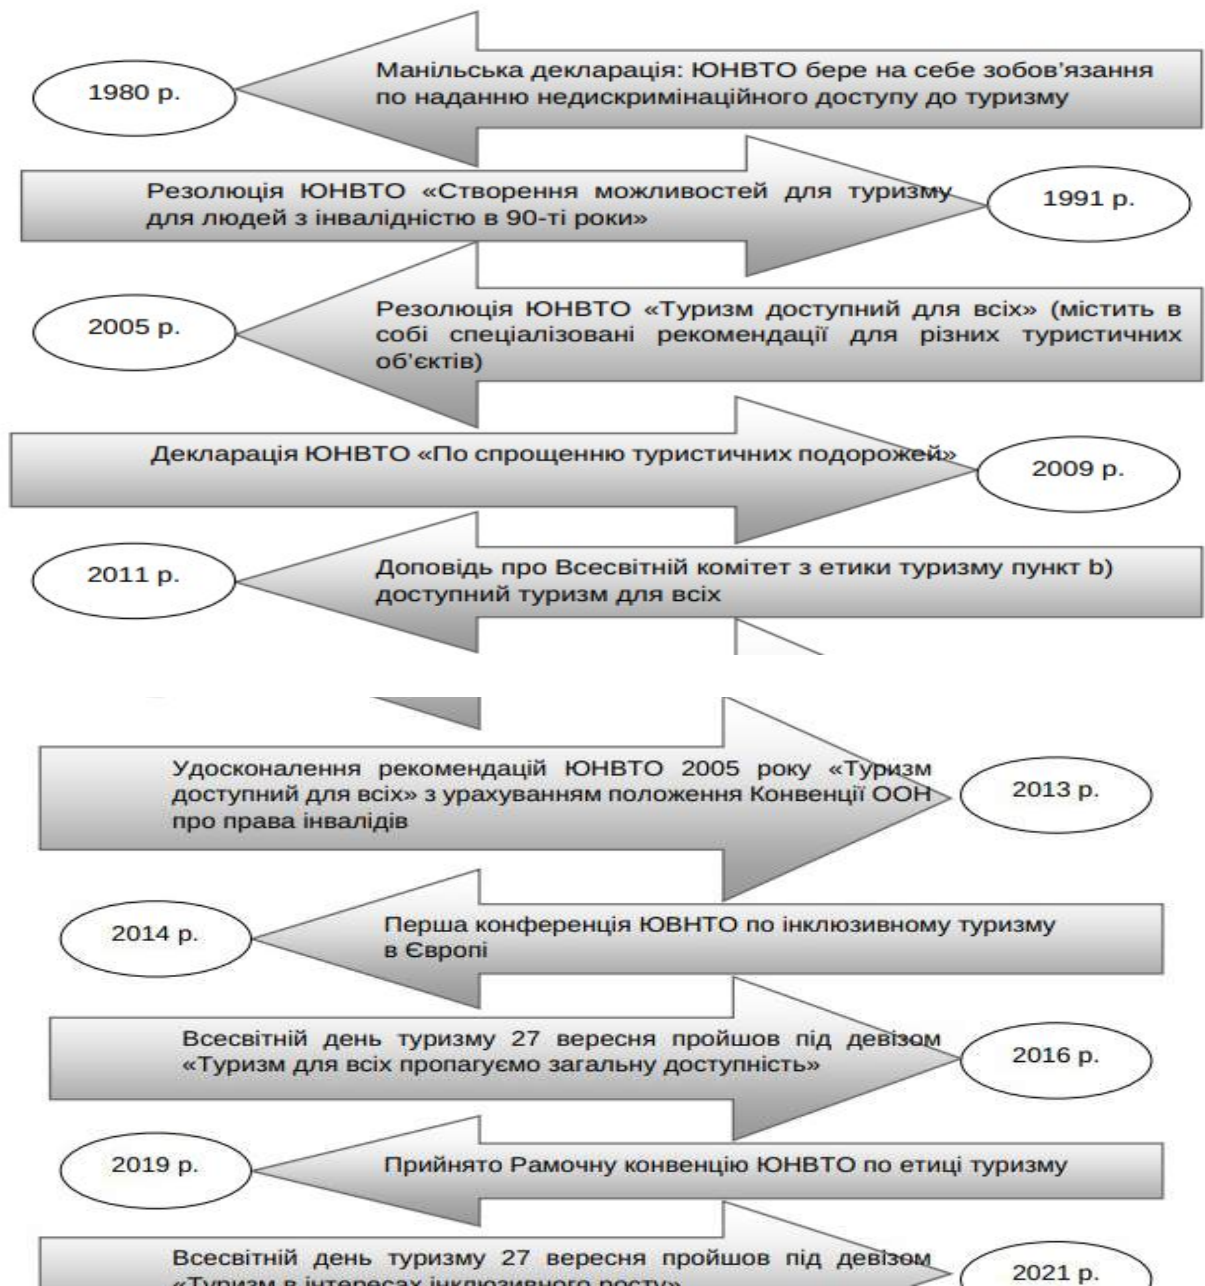 1980 р.
Манільська декларація: ЮНВТО бере на себе зобов’язання
по наданню недискримінаційного доступу до туризму
Резолюція ЮНВТО «Створення можливостей для туризму
для людей з інвалідністю в 90-ті роки»
1991 р.
2005 р.
Резолюція ЮНВТО «Туризм доступний для всіх» (містить в
собі спеціалізовані рекомендації для різних туристичних
об’єктів)
Декларація ЮНВТО «По спрощенню туристичних подорожей»
2009 р.
2011 р.
Доповідь про Всесвітній комітет з етики туризму пункт b)
доступний туризм для всіх
Удосконалення рекомендацій ЮНВТО 2005 року «Туризм
доступний для всіх» з урахуванням положення Конвенції ООН
про права інвалідів
2013 р.
2014 р.
Перша конференція ЮВНТО по інклюзивному туризму
в Європі
Всесвітній день туризму 27 вересня пройшов під девізом
«Туризм для всіх пропагуємо загальну доступність»
2016 р.
2019 р.
Прийнято Рамочну конвенцію ЮНВТО по етиці туризму
Всесвітній день туризму 27 вересня пройшов під девізом
«Туризм в інтересах інклюзивного росту»
2021 р.